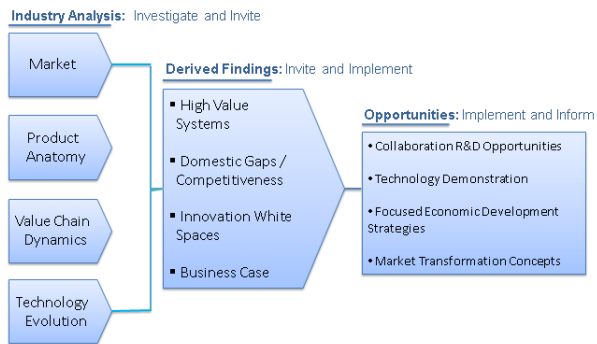 Industry Analysis: Investigate and Invite
Market
Product
Anatomy
Value Chain
Dynamics
Technology
Evolution
Derived Findings: Invite and Implement
▪ High Value
Systems
▪ Domestic Gaps /
Competitiveness
▪ Innovation White
Spaces
▪ Business Case
Opportunities: Implement and Inform
• Collaboration R&D Opportunities
• Technology Demonstration
• Focused Economic Development
Strategies
• Market Transformation Concepts